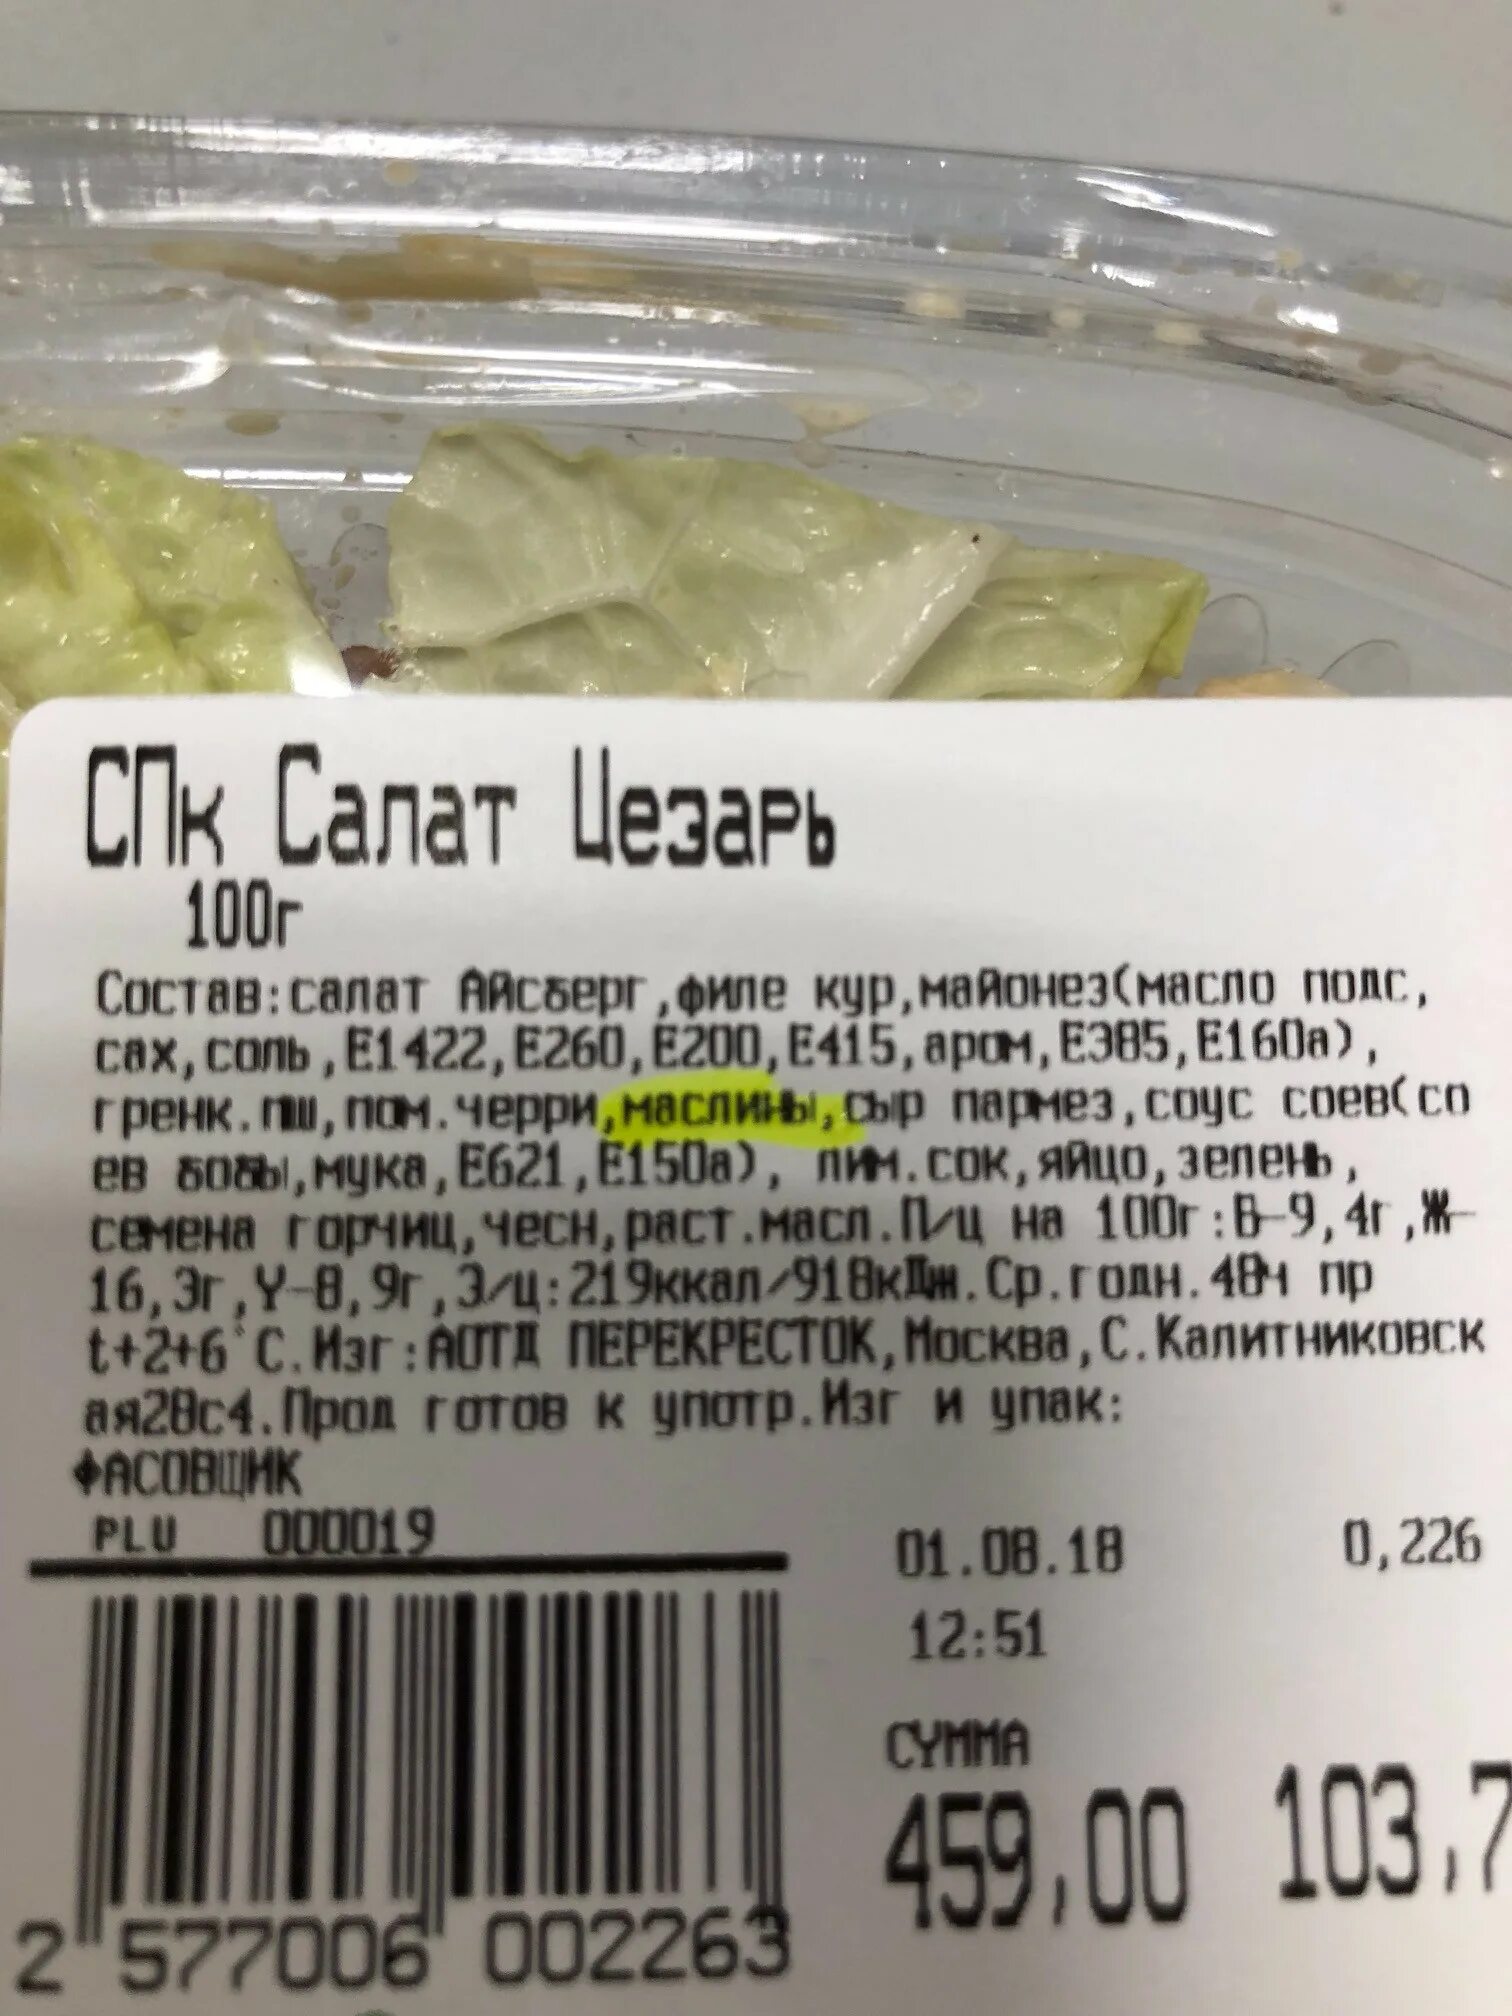 СПк Салат Цезарь
100г
Состав:салат Айсберг,филе кур,майонез(масло подс,
сах,соль,Е1422,Е260,Е200,Е415,аром,Е385,Е160а),
гренк.пш,пом.черри,маслины,сыр пармез,соус соев(со
ев бобы,мука,Е621,Е150а), лим.сок,яйцо,зелень,
семена горчиц,чесн,раст.масл.П/ц на 100г:Б-9,4г,Ж-
16,3г,У-8,9г,Э/ц:219ккал/918кДж.Ср.годн.48ч пр
t+2+6°С.Изг:АОТД ПЕРЕКРЕСТОК,Москва,С.Калитниковск
ая28с4.Прод готов к употр.Изг и упак:
ФАСОВЩИК
PLU 000019
01.08.18 0,226
12:51
СУММА
459,00 103,7
2 577006 002263